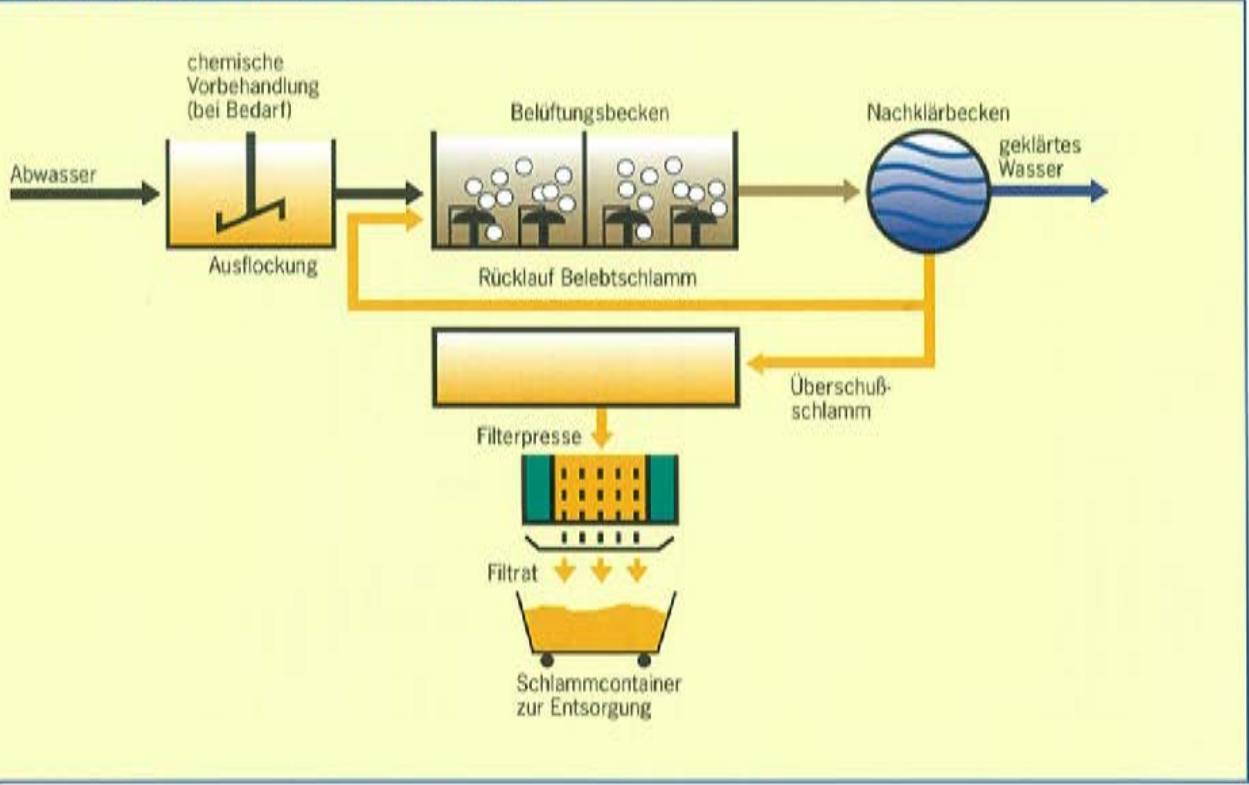 chemische
Vorbehandlung
(bei Bedarf)
Belüftungsbecken
Nachklärbecken
Abwasser
geklärtes
Wasser
Ausflockung
Rücklauf Belebtschlamm
Überschuß-
schlamm
Filterpresse
Filtrat
Schlammcontainer
zur Entsorgung